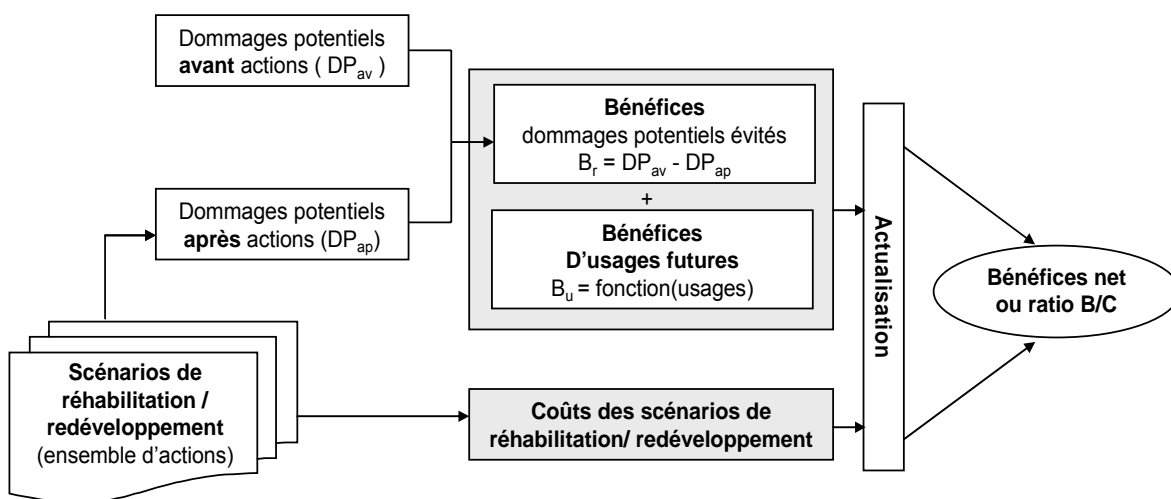 Dommages potentiels
avant actions ( DPav )
Dommages potentiels
après actions (DPap)
Scénarios de
réhabilitation /
redéveloppement
(ensemble d'actions)
Bénéfices
dommages potentiels évités
Br = DPav - DPap
+
Bénéfices
D'usages futures
Bu = fonction(usages)
Coûts des scénarios de
réhabilitation/ redéveloppement
Actualisation
Bénéfices net
ou ratio B/C